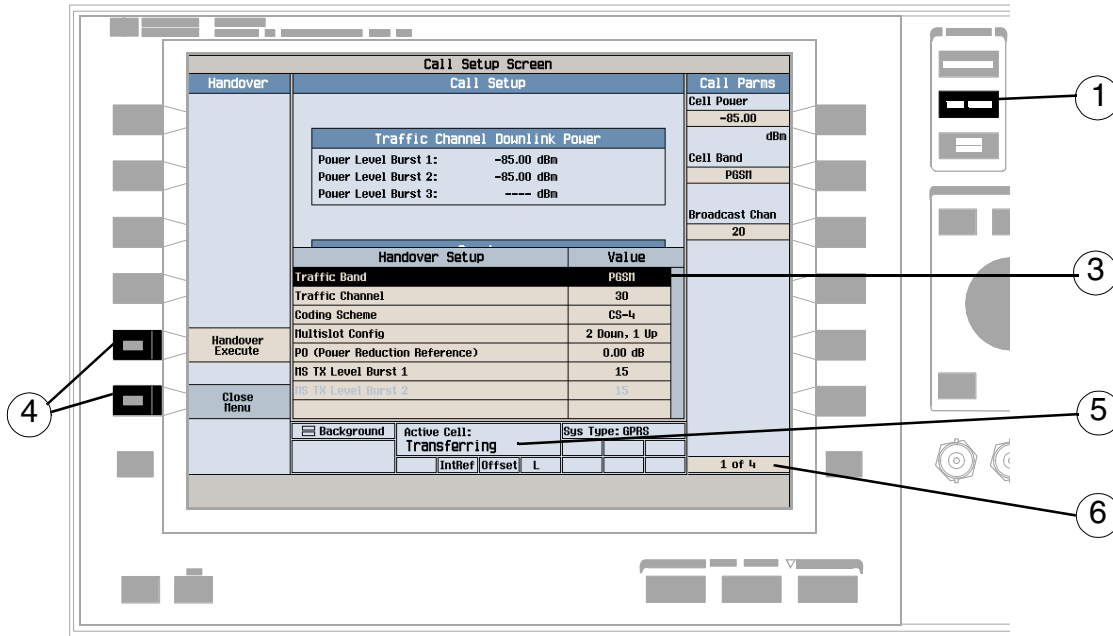 Call Setup Screen
Handover
Call Setup
Call Parms
Cell Power
-85.00
dBm
Cell Band
PGSM
Broadcast Chan
20
Traffic Channel Downlink Power
Power Level Burst 1: -85.00 dBm
Power Level Burst 2: -85.00 dBm
Power Level Burst 3: ---- dBm
Handover Setup Value
Traffic Band PGSM
Traffic Channel 30
Coding Scheme CS-4
Multislot Config 2 Down, 1 Up
P0 (Power Reduction Reference) 0.00 dB
MS TX Level Burst 1 15
MS TX Level Burst 2 15
Handover
Execute
Close
Menu
Background
Active Cell:
Transferring
Sys Type: GPRS
IntRef Offset L
1 of 4
1
3
4
5
6